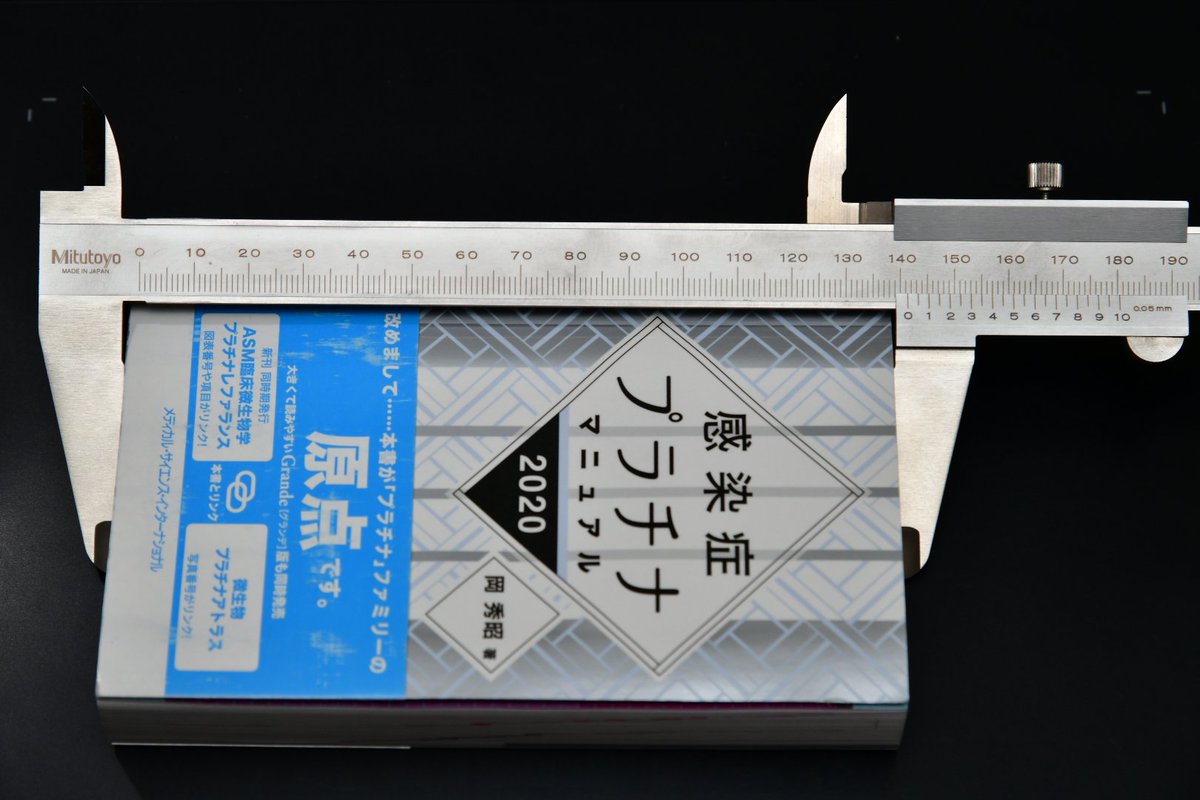 Mitutoyo
MADE IN JAPAN
0 10 20 30 40 50 60 70 80 90 100 110 120 130 140 150 160 170 180 190
0 1 2 3 4 5 6 7 8 9 10
0.05 mm
感染症
プラチナ
マニュアル
2020
岡 秀昭 著
改めまして……本書が「プラチナ」ファミリーの
原点です。
大きくて読みやすいGrande[グランデ]版も同時発売
新刊 同時期発行
ASM臨床微生物学
プラチナレファランス
図表番号や項目がリンク!
本書とリンク
微生物
プラチナアトラス
写真番号がリンク!
メディカル・サイエンス・インターナショナル